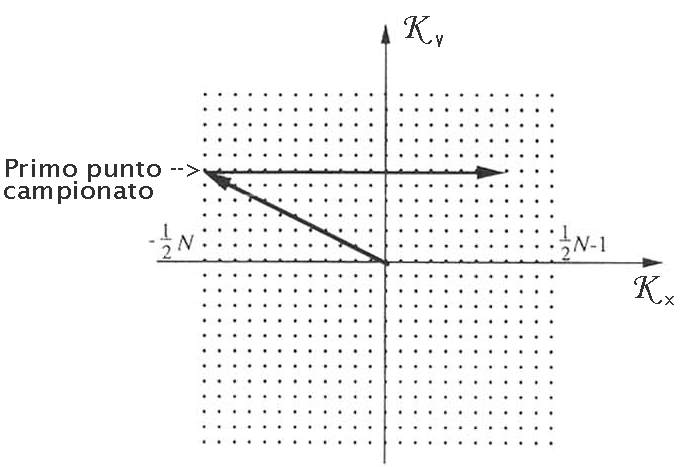 𝒦y
Primo punto -->
campionato
-½N
½N-1
𝒦x